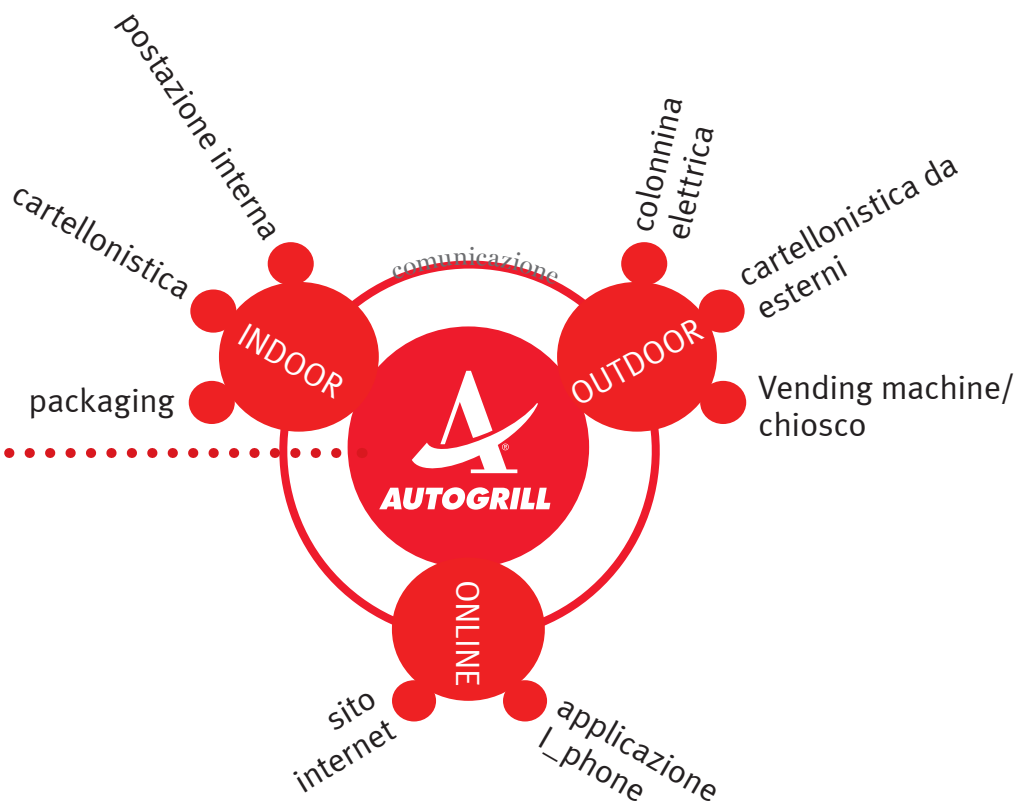 postazione interna
cartellonistica
packaging
INDOOR
comunicazione
colonnina
elettrica
cartellonistica da
esterni
Vending machine/
chiosco
OUTDOOR
®
AUTOGRILL
ONLINE
sito
internet
applicazione
I_phone